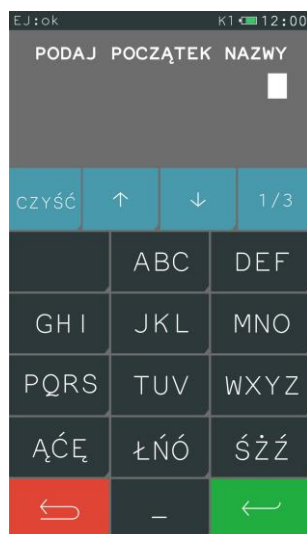 EJ:ok K1 12:00
PODAJ POCZĄTEK NAZWY
CZYŚĆ ↑ ↓ 1/3
ABC DEF
GHI JKL MNO
PQRS TUV WXYZ
ĄĆĘ ŁŃÓ ŚŻŹ
_